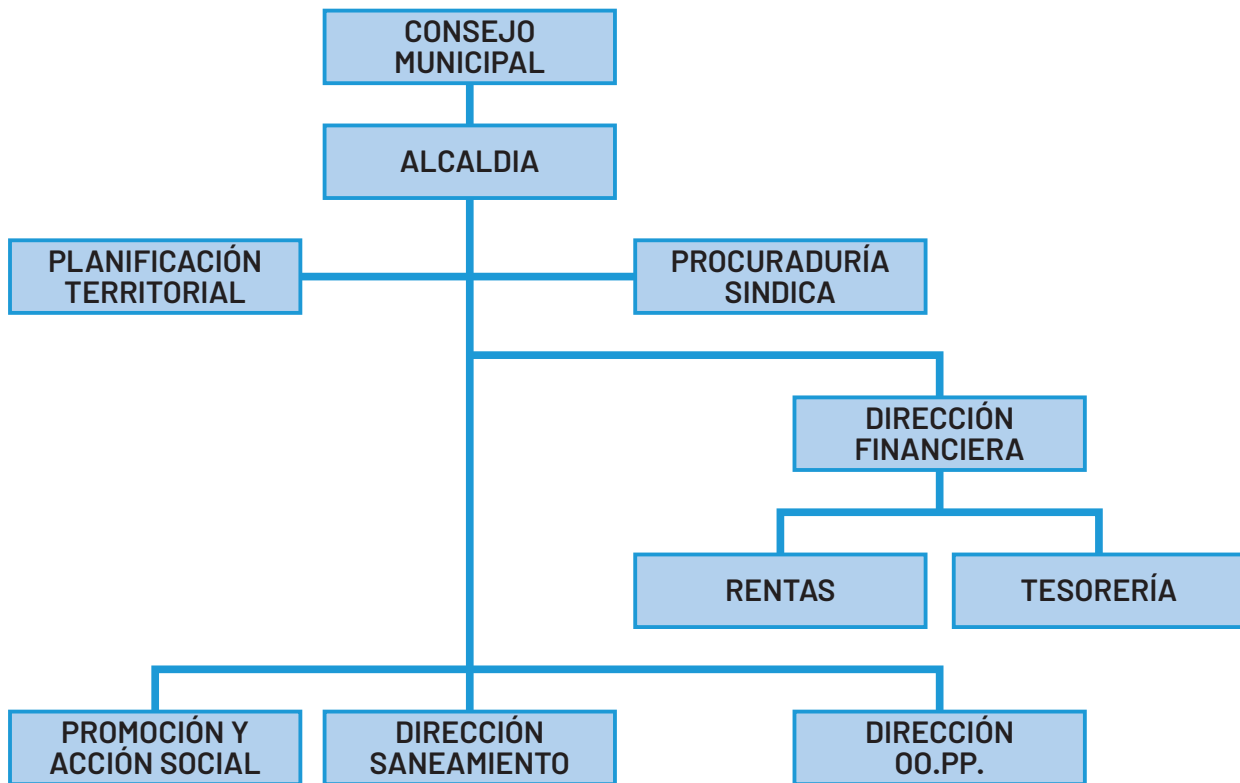 CONSEJO
MUNICIPAL
ALCALDIA
PLANIFICACIÓN
TERRITORIAL
PROCURADURÍA
SINDICA
DIRECCIÓN
FINANCIERA
RENTAS
TESORERÍA
PROMOCIÓN Y
ACCIÓN SOCIAL
DIRECCIÓN
SANEAMIENTO
DIRECCIÓN
OO.PP.